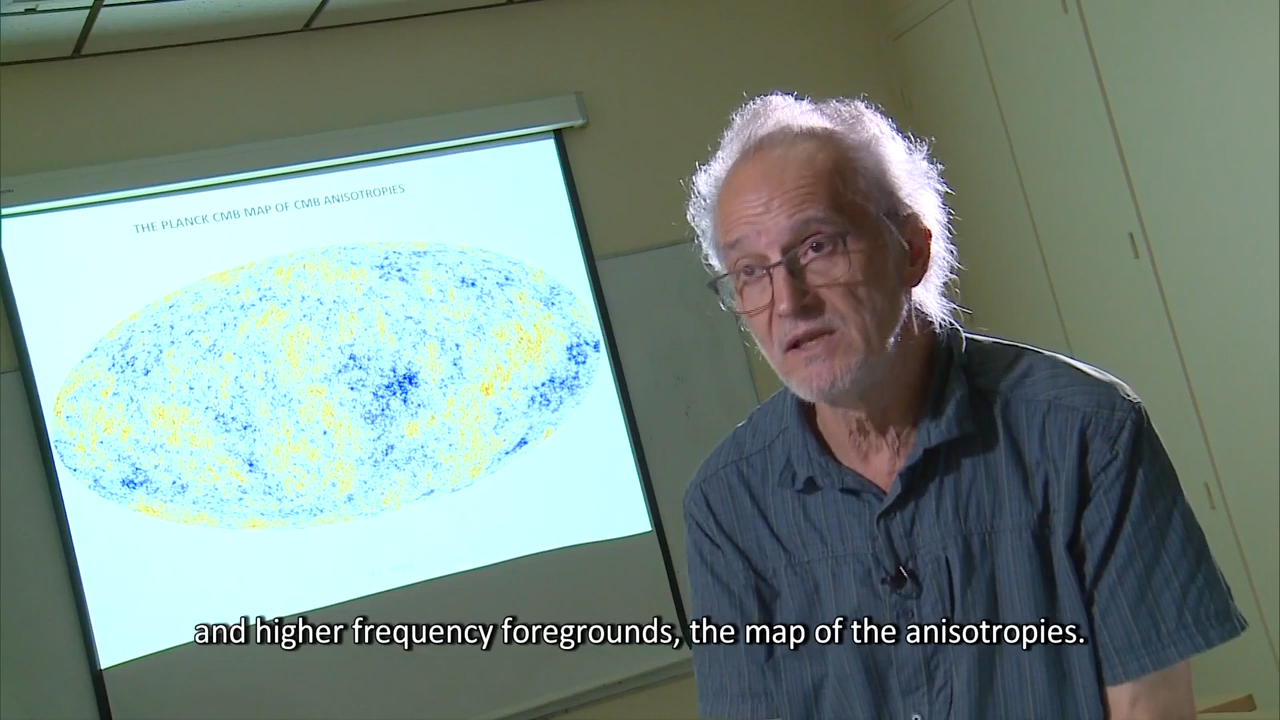 THE PLANCK CMB MAP OF CMB ANISOTROPIES
and higher frequency foregrounds, the map of the anisotropies.